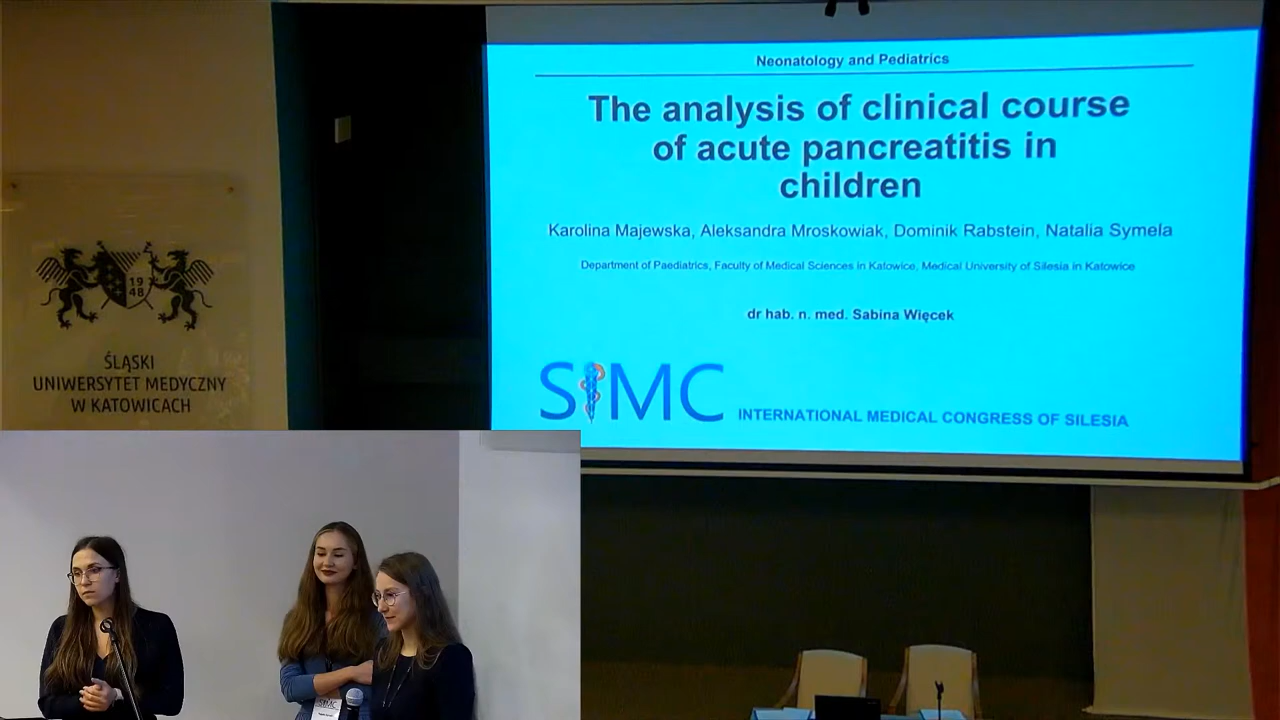 Neonatology and Pediatrics
The analysis of clinical course
of acute pancreatitis in
children
Karolina Majewska, Aleksandra Mroskowiak, Dominik Rabstein, Natalia Symela
Department of Paediatrics, Faculty of Medical Sciences in Katowice, Medical University of Silesia in Katowice
dr hab. n. med. Sabina Więcek
SIMC INTERNATIONAL MEDICAL CONGRESS OF SILESIA
19
48
ŚLĄSKI
UNIWERSYTET MEDYCZNY
W KATOWICACH
SIMC